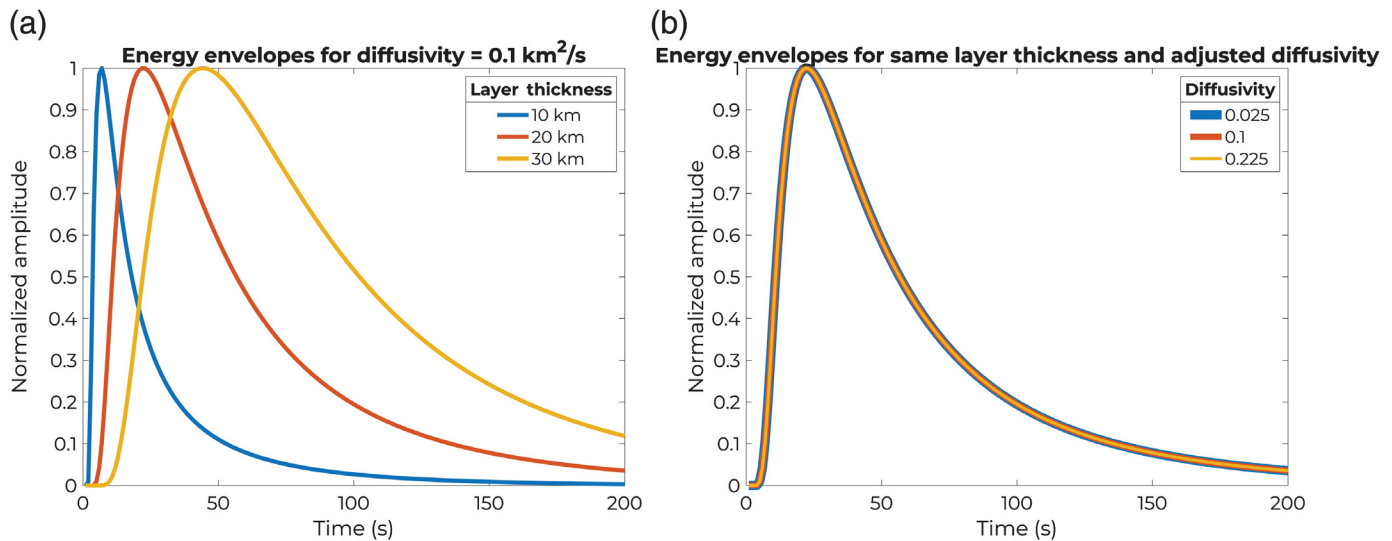 (a)
Energy envelopes for diffusivity = 0.1 km²/s
Layer thickness
10 km
20 km
30 km
Normalized amplitude
1
0.9
0.8
0.7
0.6
0.5
0.4
0.3
0.2
0.1
0
0 50 100 150 200
Time (s)
(b)
Energy envelopes for same layer thickness and adjusted diffusivity
Diffusivity
0.025
0.1
0.225
Normalized amplitude
1
0.9
0.8
0.7
0.6
0.5
0.4
0.3
0.2
0.1
0
0 50 100 150 200
Time (s)